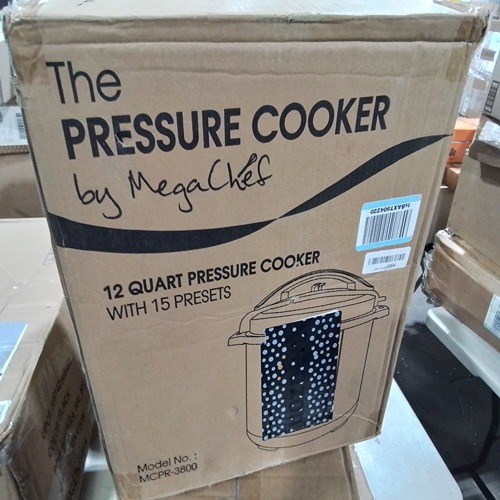 The
PRESSURE COOKER
by MegaChef
12 QUART PRESSURE COOKER
WITH 15 PRESETS
Model No. :
MCPR-3800